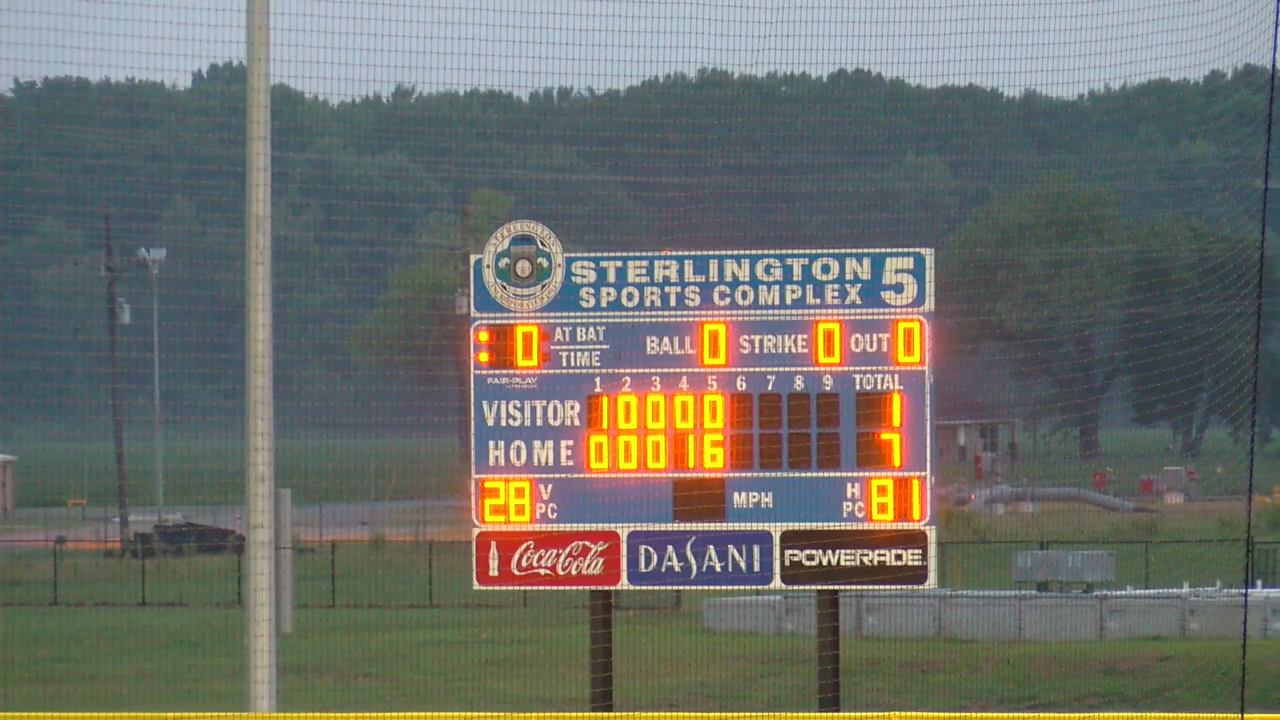 STERLINGTON
INCORPORATED
STERLINGTON 5
SPORTS COMPLEX
: 0 AT BAT TIME BALL 0 STRIKE 0 OUT 0
FAIR-PLAY 1 2 3 4 5 6 7 8 9 TOTAL
VISITOR 1 0 0 0 0 1
HOME 0 0 0 1 6 7
28 V PC MPH H PC 81
Coca-Cola DASANI POWERADE